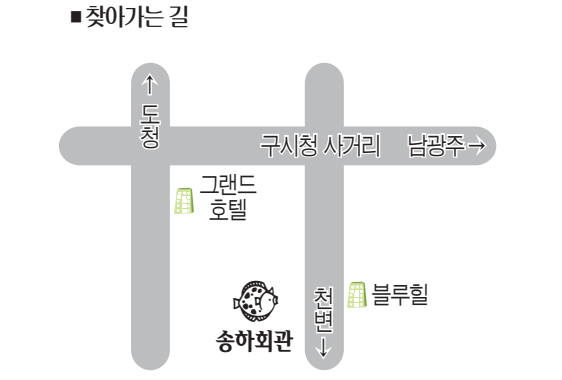 ■ 찾아가는 길
↑
도청
구시청 사거리
남광주→
그랜드
호텔
송하회관
천변
↓
블루힐